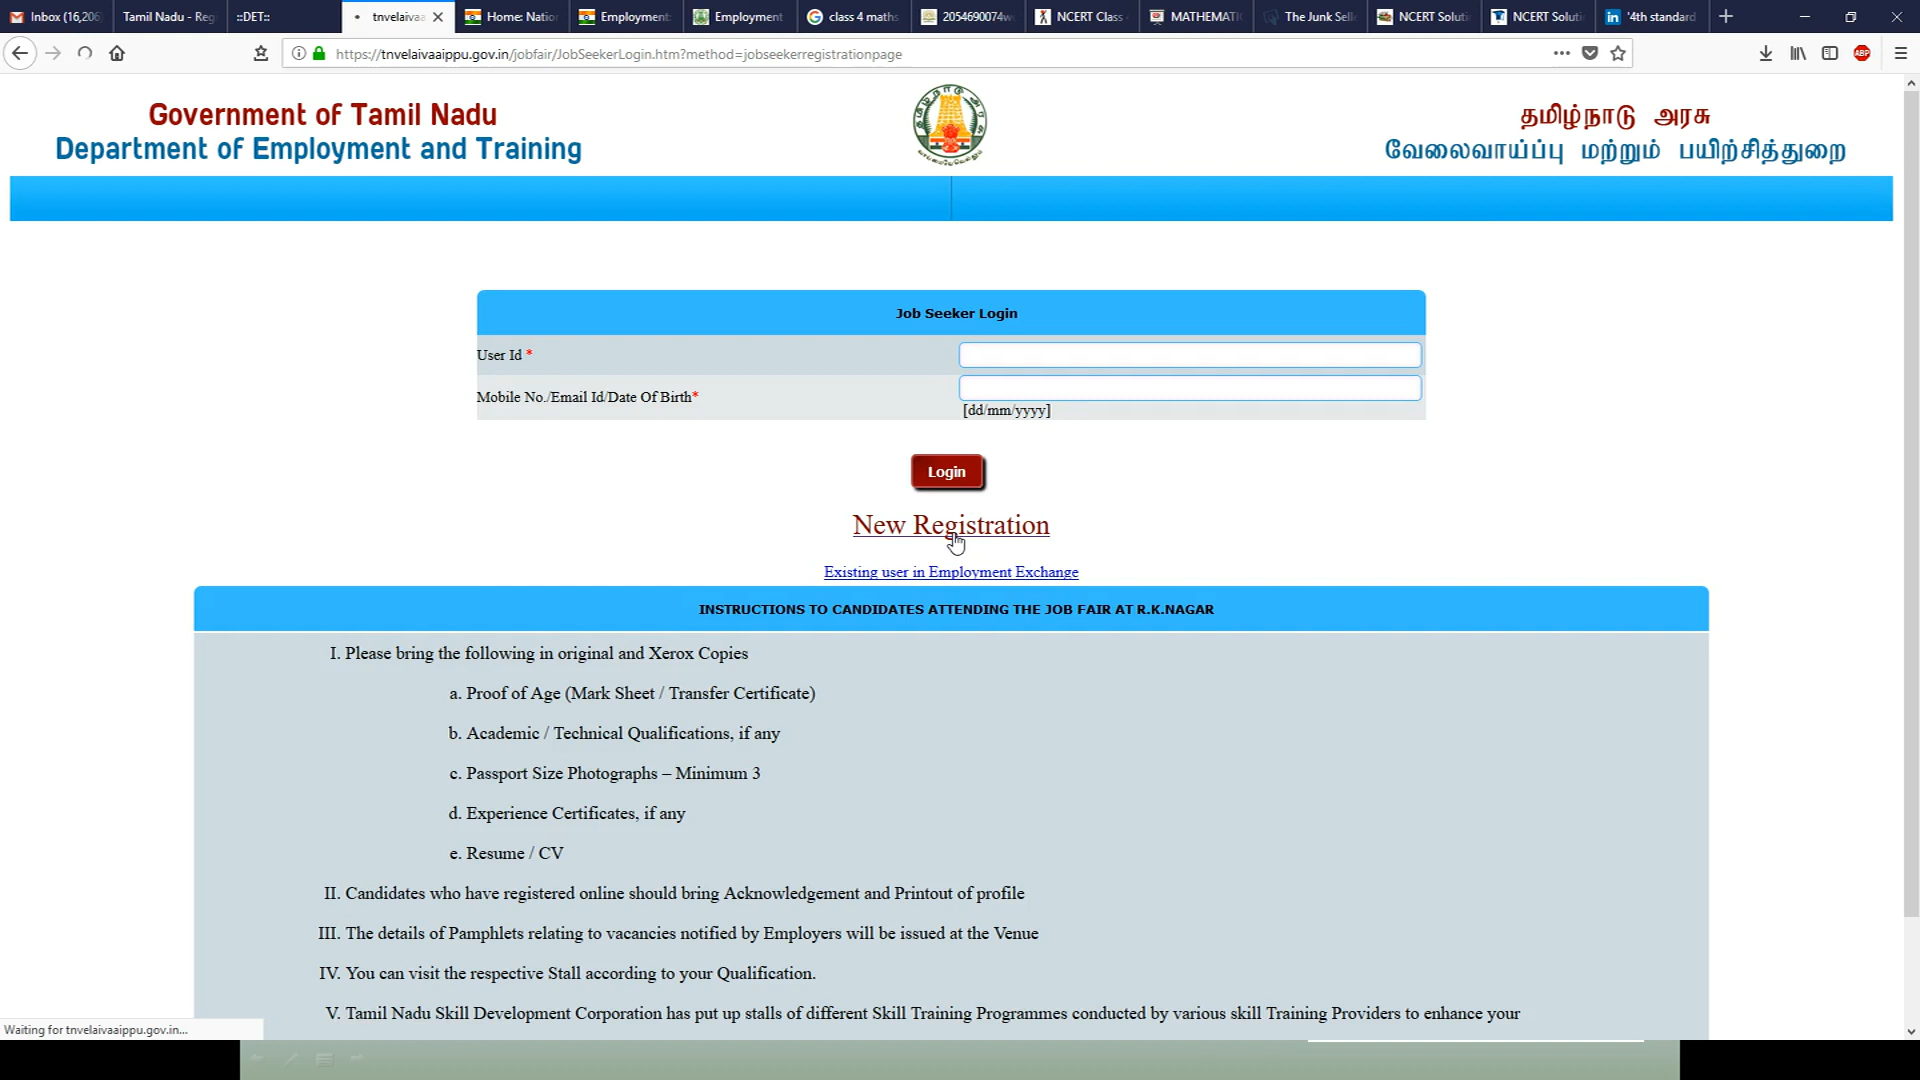 Inbox (16,206
Tamil Nadu - Reg
::DET::
tnvelaivaa
Home: Natio
Employment
Employment
class 4 maths
2054690074w
NCERT Class
MATHEMATI
The Junk Sell
NCERT Soluti
NCERT Soluti
'4th standard
https://tnvelaivaaippu.gov.in/jobfair/JobSeekerLogin.htm?method=jobseekerregistrationpage
Government of Tamil Nadu
Department of Employment and Training
தமிழ்நாடு அரசு
வேலைவாய்ப்பு மற்றும் பயிற்சித்துறை
Job Seeker Login
User Id *
Mobile No./Email Id/Date Of Birth*
[dd/mm/yyyy]
Login
New Registration
Existing user in Employment Exchange
INSTRUCTIONS TO CANDIDATES ATTENDING THE JOB FAIR AT R.K.NAGAR
I. Please bring the following in original and Xerox Copies
a. Proof of Age (Mark Sheet / Transfer Certificate)
b. Academic / Technical Qualifications, if any
c. Passport Size Photographs – Minimum 3
d. Experience Certificates, if any
e. Resume / CV
II. Candidates who have registered online should bring Acknowledgement and Printout of profile
III. The details of Pamphlets relating to vacancies notified by Employers will be issued at the Venue
IV. You can visit the respective Stall according to your Qualification.
V. Tamil Nadu Skill Development Corporation has put up stalls of different Skill Training Programmes conducted by various skill Training Providers to enhance your
Waiting for tnvelaivaaippu.gov.in...